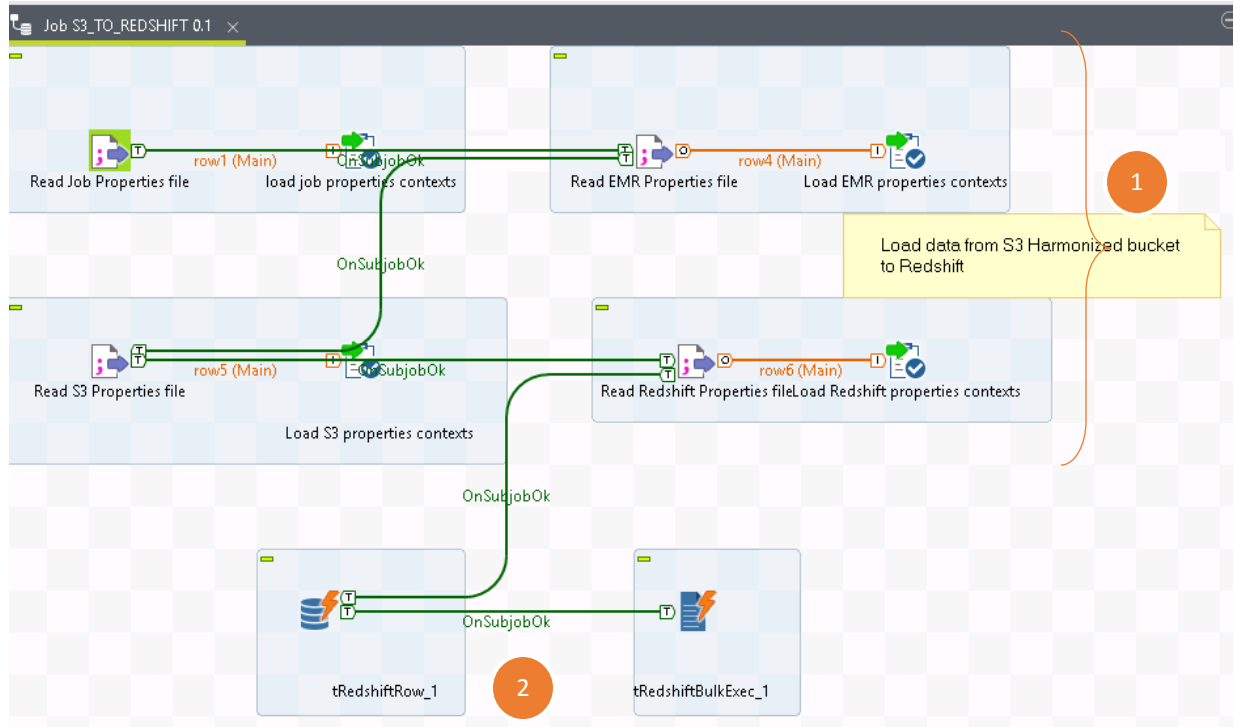 Job S3_TO_REDSHIFT 0.1
row1 (Main)
OnSubjobOk
row4 (Main)
Read Job Properties file
load job properties contexts
Read EMR Properties file
Load EMR properties contexts
1
Load data from S3 Harmonized bucket
to Redshift
OnSubjobOk
row5 (Main)
OnSubjobOk
row6 (Main)
Read S3 Properties file
Read Redshift Properties file
Load Redshift properties contexts
Load S3 properties contexts
OnSubjobOk
OnSubjobOk
tRedshiftRow_1
2
tRedshiftBulkExec_1